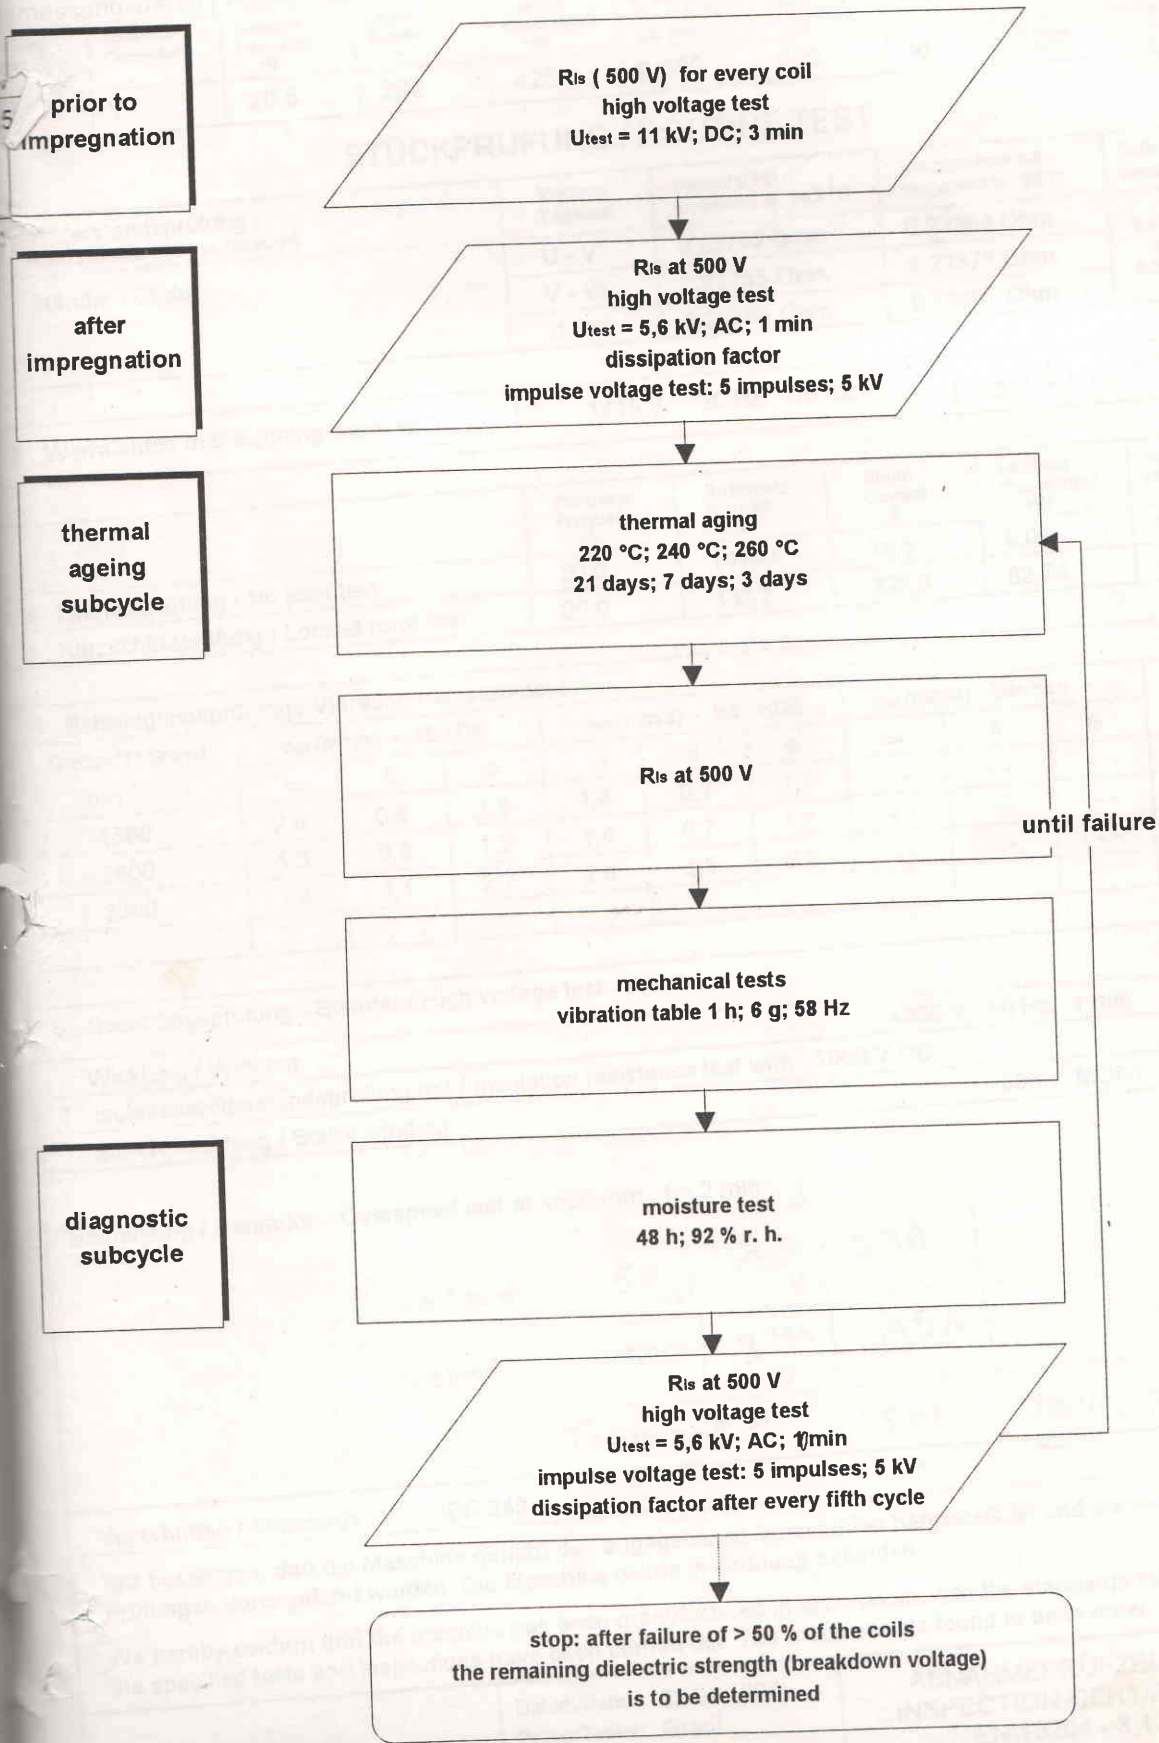 prior to
impregnation
RIs ( 500 V) for every coil
high voltage test
Utest = 11 kV; DC; 3 min
after
impregnation
RIs at 500 V
high voltage test
Utest = 5,6 kV; AC; 1 min
dissipation factor
impulse voltage test: 5 impulses; 5 kV
thermal
ageing
subcycle
thermal aging
220 °C; 240 °C; 260 °C
21 days; 7 days; 3 days
RIs at 500 V
until failure
mechanical tests
vibration table 1 h; 6 g; 58 Hz
diagnostic
subcycle
moisture test
48 h; 92 % r. h.
RIs at 500 V
high voltage test
Utest = 5,6 kV; AC; min
impulse voltage test: 5 impulses; 5 kV
dissipation factor after every fifth cycle
stop: after failure of > 50 % of the coils
the remaining dielectric strength (breakdown voltage)
is to be determined